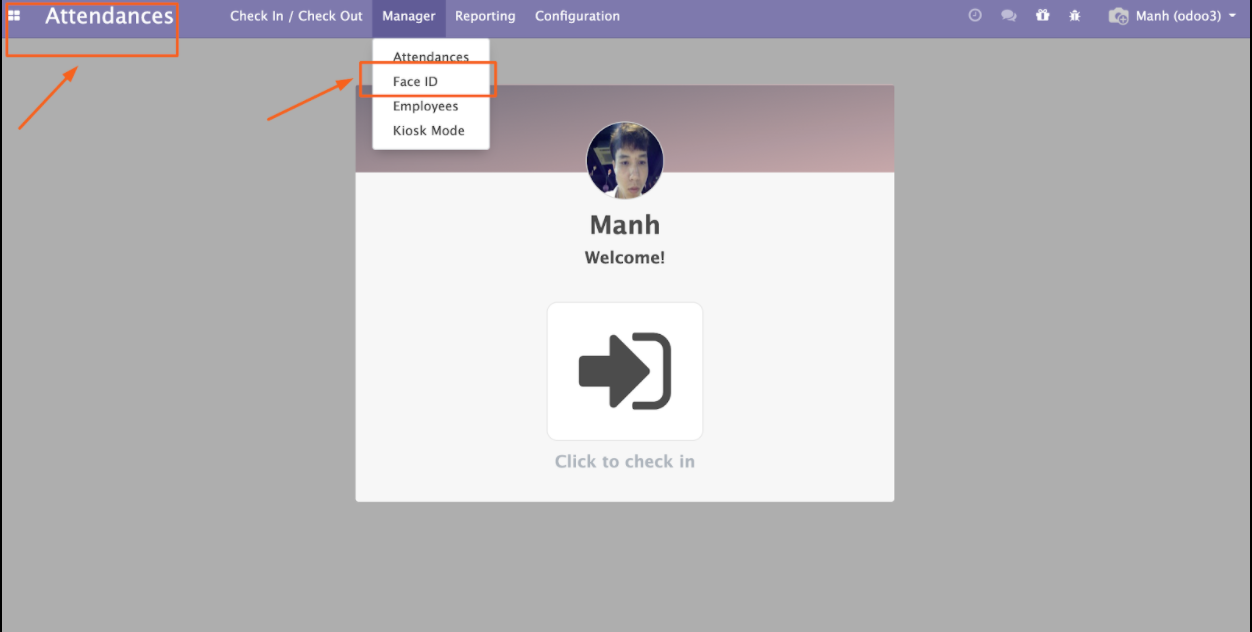 Attendances Check In / Check Out Manager Reporting Configuration Manh (odoo3)
Attendances
Face ID
Employees
Kiosk Mode
Manh
Welcome!
Click to check in